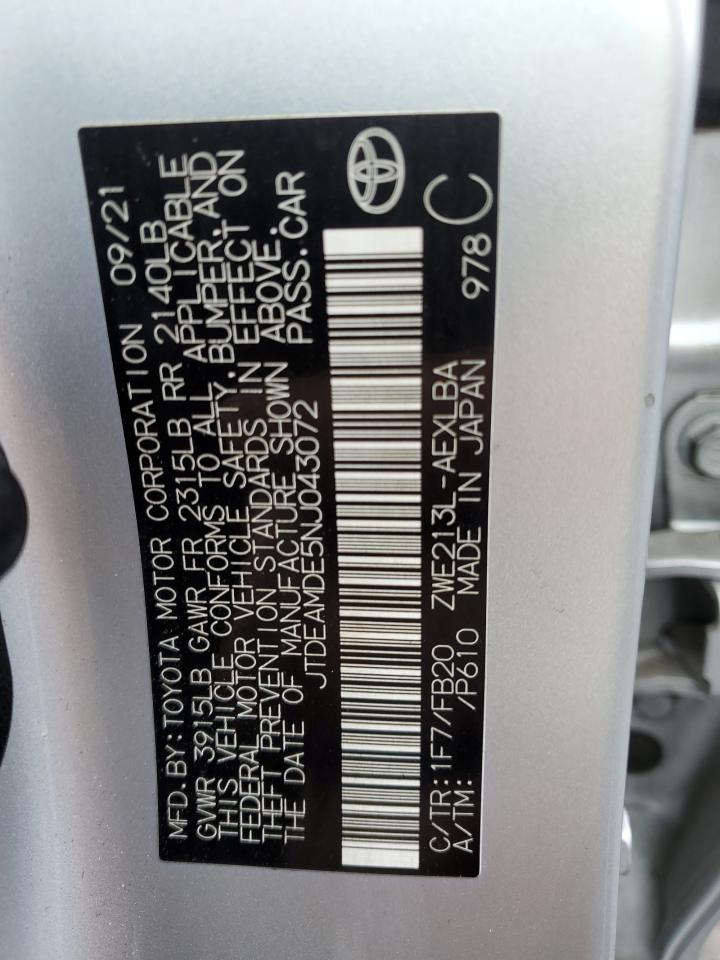 MFD.BY:TOYOTA MOTOR CORPORATION 09/21
GVWR 3915LB GAWR FR 2315LB RR 2140LB
THIS VEHICLE CONFORMS TO ALL APPLICABLE
FEDERAL MOTOR VEHICLE SAFETY,BUMPER,AND
THEFT PREVENTION STANDARDS IN EFFECT ON
THE DATE OF MANUFACTURE SHOWN ABOVE.
JTDEAMDE5NJ043072 PASS.CAR
C/TR:1F7/FB20 ZWE213L-AEXLBA
A/TM: /P610 MADE IN JAPAN 978 C